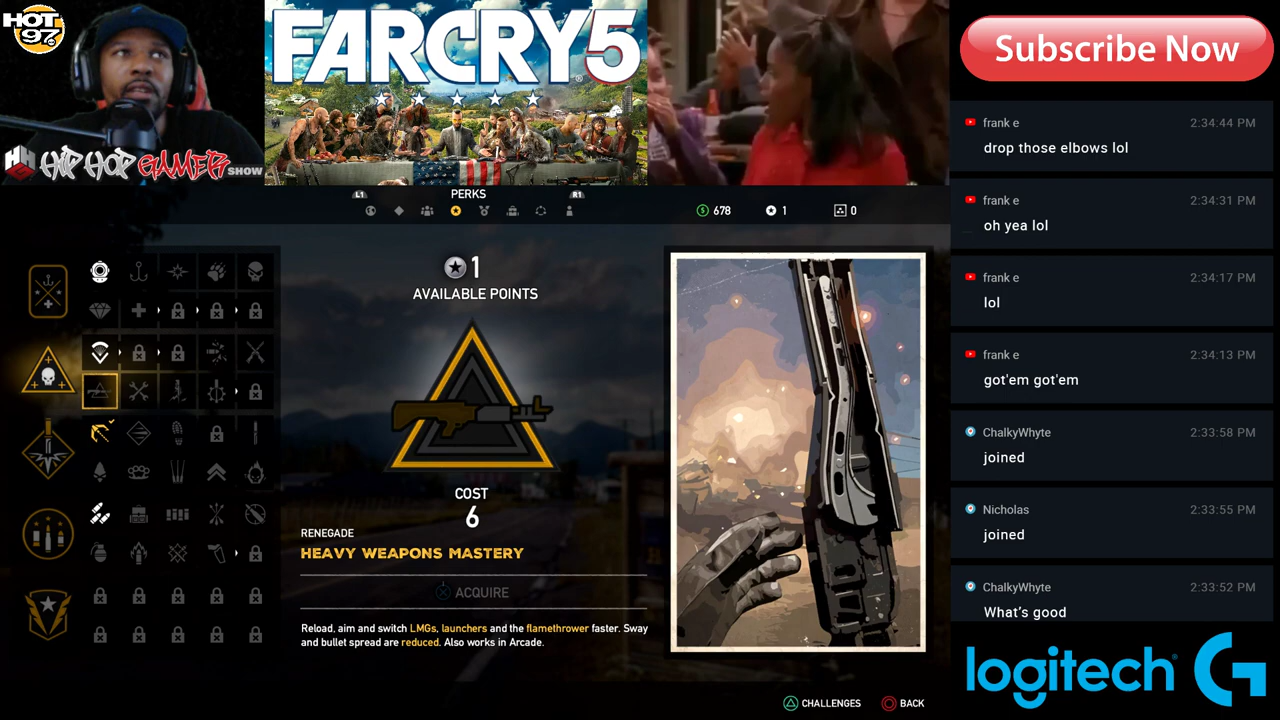 HOT
97
HIP HOP GAMER SHOW
FARCRY5
Subscribe Now
frank e 2:34:44 PM
drop those elbows lol
frank e 2:34:31 PM
oh yea lol
frank e 2:34:17 PM
lol
frank e 2:34:13 PM
got'em got'em
ChalkyWhyte 2:33:58 PM
joined
Nicholas 2:33:55 PM
joined
ChalkyWhyte 2:33:52 PM
What's good
logitech G
L1 PERKS R1
678 1 0
1
AVAILABLE POINTS
COST
6
RENEGADE
HEAVY WEAPONS MASTERY
ACQUIRE
Reload, aim and switch LMGs, launchers and the flamethrower faster. Sway
and bullet spread are reduced. Also works in Arcade.
CHALLENGES BACK